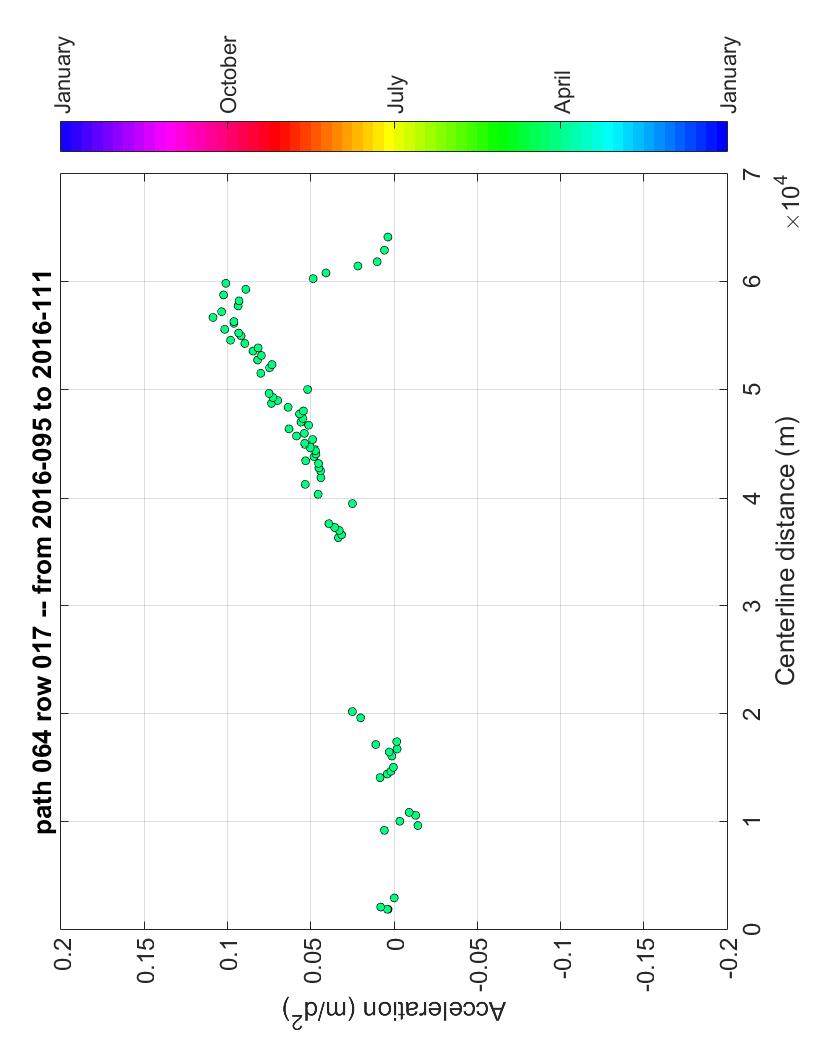 path 064 row 017 -- from 2016-095 to 2016-111
0.2
0.15
0.1
0.05
0
-0.05
-0.1
-0.15
-0.2
Acceleration (m/d²)
0 1 2 3 4 5 6 7
×10⁴
Centerline distance (m)
January
October
July
April
January